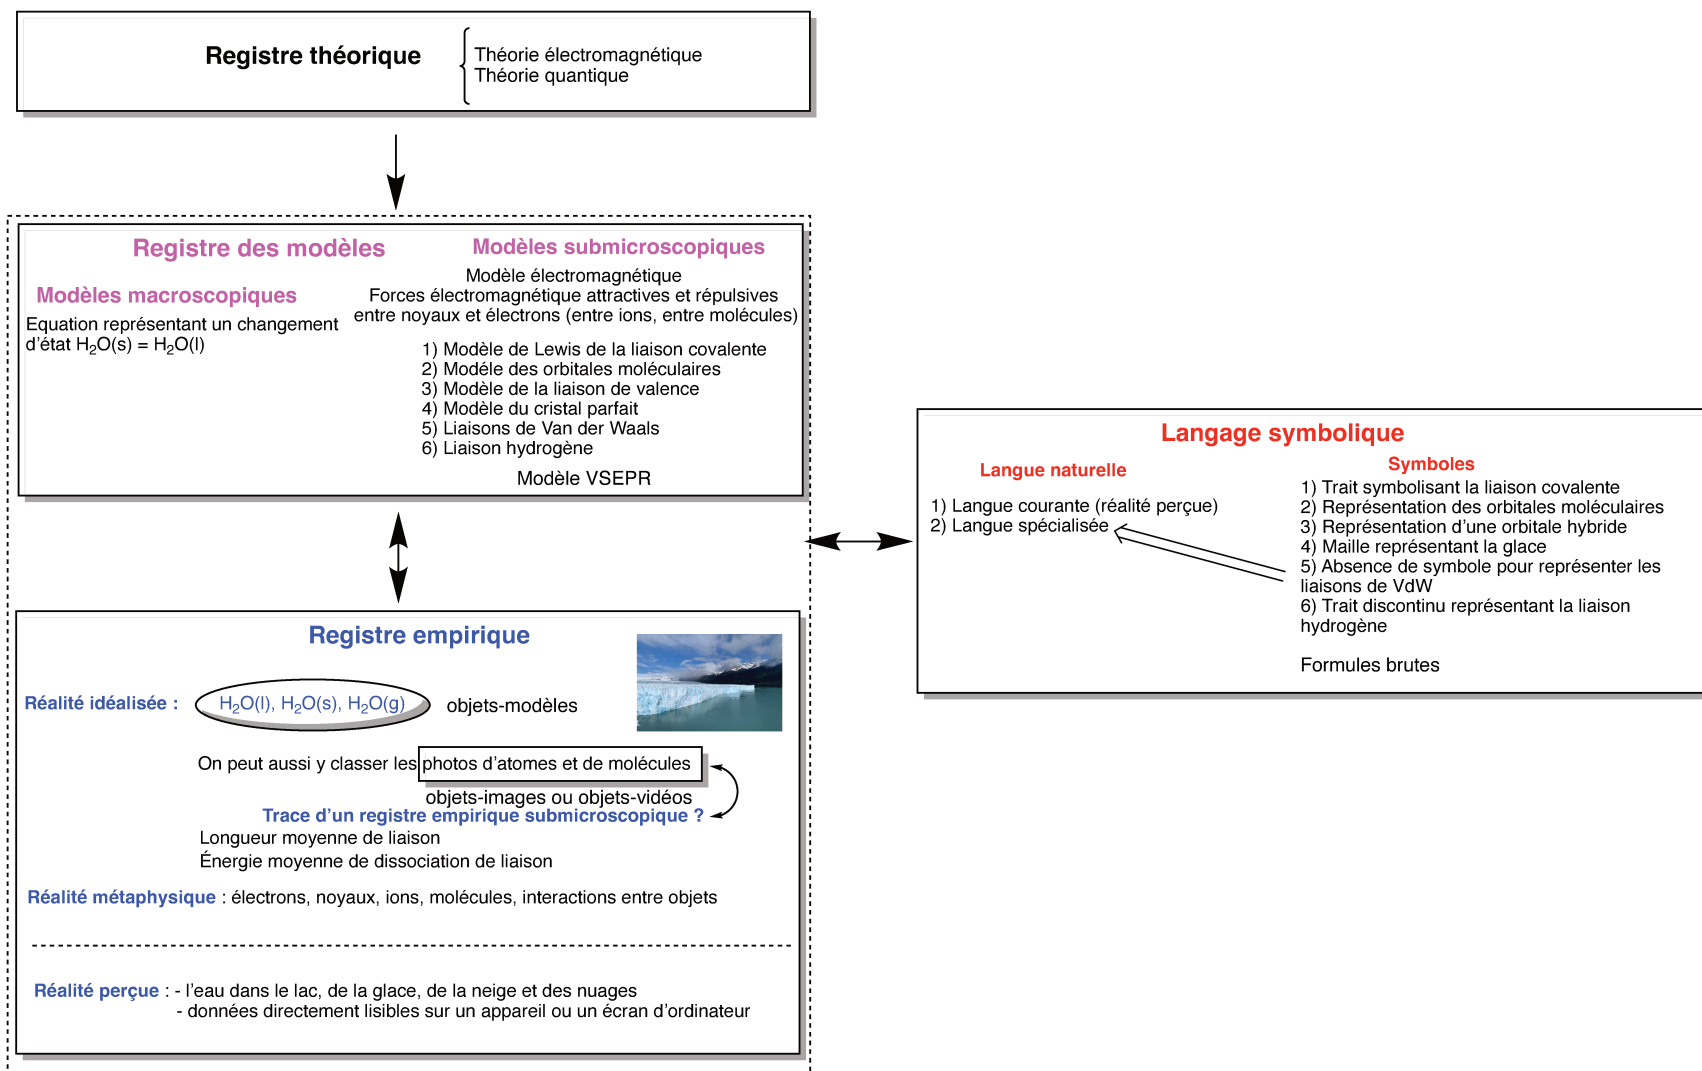 Registre théorique
Théorie électromagnétique
Théorie quantique
Registre des modèles
Modèles macroscopiques
Equation représentant un changement
d'état H₂O(s) = H₂O(l)
Modèles submicroscopiques
Modèle électromagnétique
Forces électromagnétique attractives et répulsives
entre noyaux et électrons (entre ions, entre molécules)
1) Modèle de Lewis de la liaison covalente
2) Modéle des orbitales moléculaires
3) Modèle de la liaison de valence
4) Modèle du cristal parfait
5) Liaisons de Van der Waals
6) Liaison hydrogène
Modèle VSEPR
Registre empirique
Réalité idéalisée :
H₂O(l), H₂O(s), H₂O(g)
objets-modèles
On peut aussi y classer les photos d'atomes et de molécules
objets-images ou objets-vidéos
Trace d'un registre empirique submicroscopique ?
Longueur moyenne de liaison
Énergie moyenne de dissociation de liaison
Réalité métaphysique : électrons, noyaux, ions, molécules, interactions entre objets
Réalité perçue : - l'eau dans le lac, de la glace, de la neige et des nuages
- données directement lisibles sur un appareil ou un écran d'ordinateur
Langage symbolique
Langue naturelle
1) Langue courante (réalité perçue)
2) Langue spécialisée
Symboles
1) Trait symbolisant la liaison covalente
2) Représentation des orbitales moléculaires
3) Représentation d'une orbitale hybride
4) Maille représentant la glace
5) Absence de symbole pour représenter les
liaisons de VdW
6) Trait discontinu représentant la liaison
hydrogène
Formules brutes